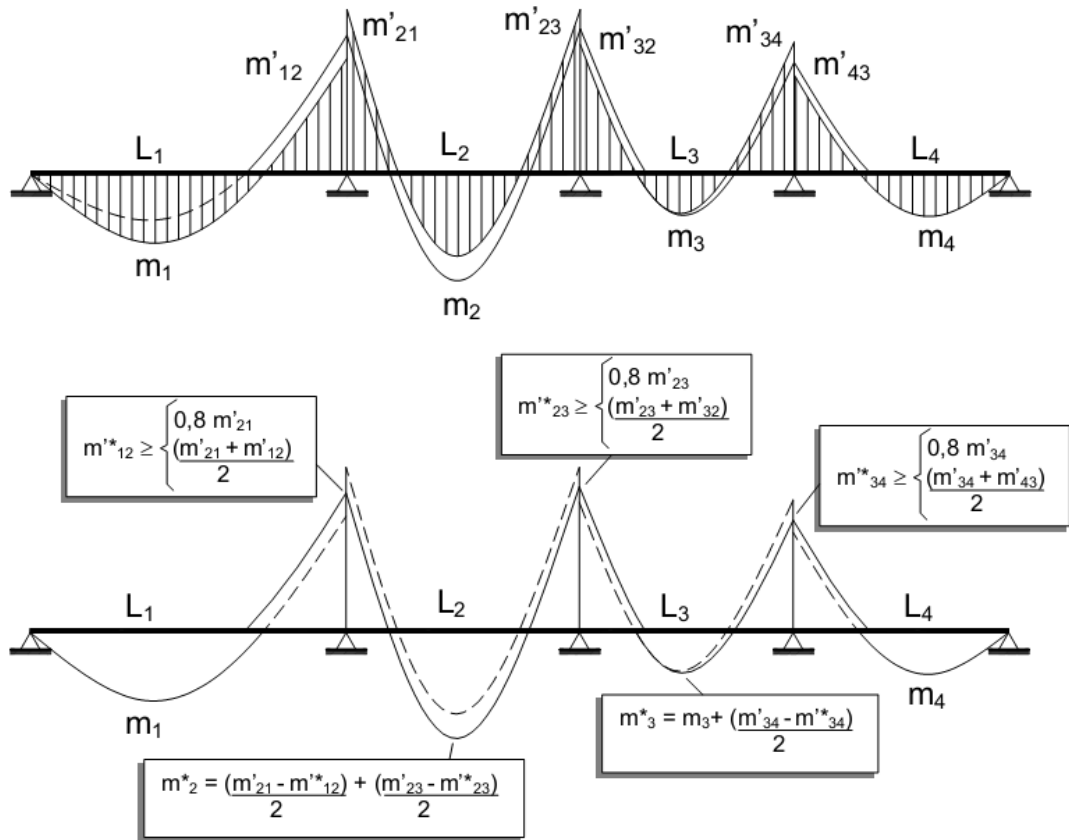 m'21
m'23
m'34
m'12
m'32
m'43
L1
L2
L3
L4
m1
m2
m3
m4
m'*12 ≥ { 0,8 m'21
(m'21 + m'12)
2
m'*23 ≥ { 0,8 m'23
(m'23 + m'32)
2
m'*34 ≥ { 0,8 m'34
(m'34 + m'43)
2
L1
L2
L3
L4
m1
m4
m*3 = m3+ (m'34 - m'*34)
2
m*2 = (m'21 - m'*12) + (m'23 - m'*23)
2 2